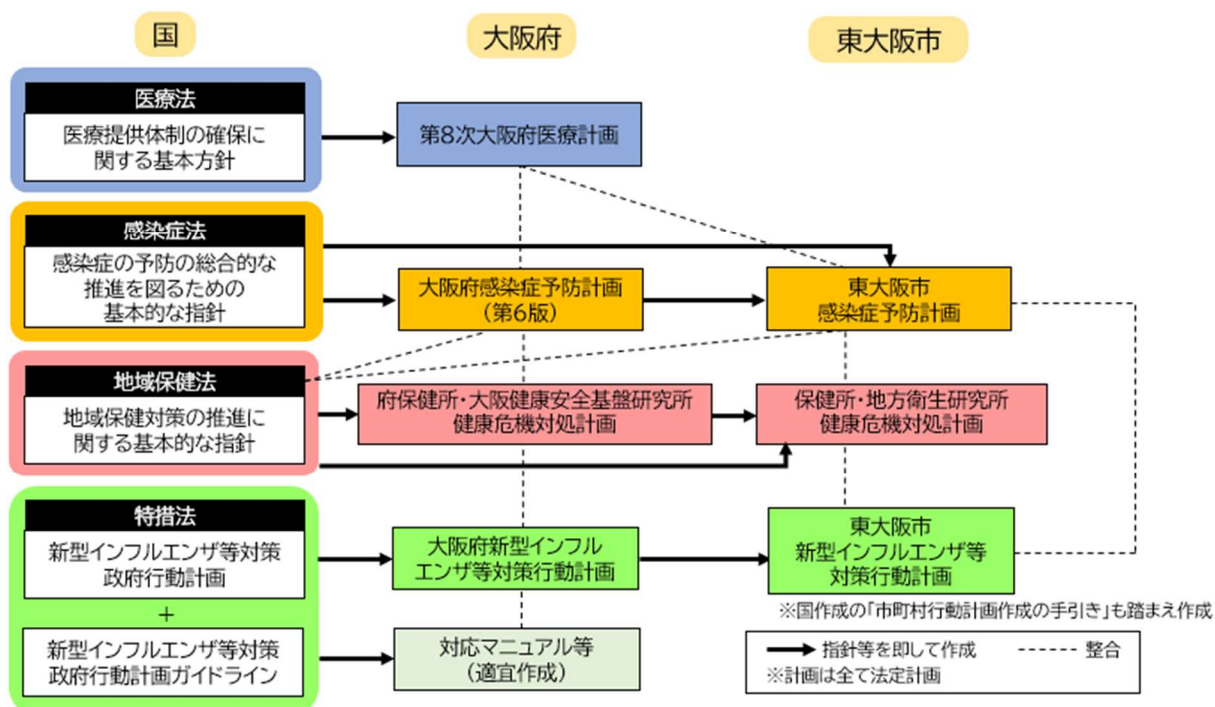 国
大阪府
東大阪市
医療法
医療提供体制の確保に
関する基本方針
第8次大阪府医療計画
感染症法
感染症の予防の総合的な
推進を図るための
基本的な指針
大阪府感染症予防計画
(第6版)
東大阪市
感染症予防計画
地域保健法
地域保健対策の推進に
関する基本的な指針
府保健所・大阪健康安全基盤研究所
健康危機対処計画
保健所・地方衛生研究所
健康危機対処計画
特措法
新型インフルエンザ等対策
政府行動計画
+
新型インフルエンザ等対策
政府行動計画ガイドライン
大阪府新型インフル
エンザ等対策行動計画
対応マニュアル等
(適宜作成)
東大阪市
新型インフルエンザ等
対策行動計画
※国作成の「市町村行動計画作成の手引き」も踏まえ作成
指針等を即して作成
整合
※計画は全て法定計画